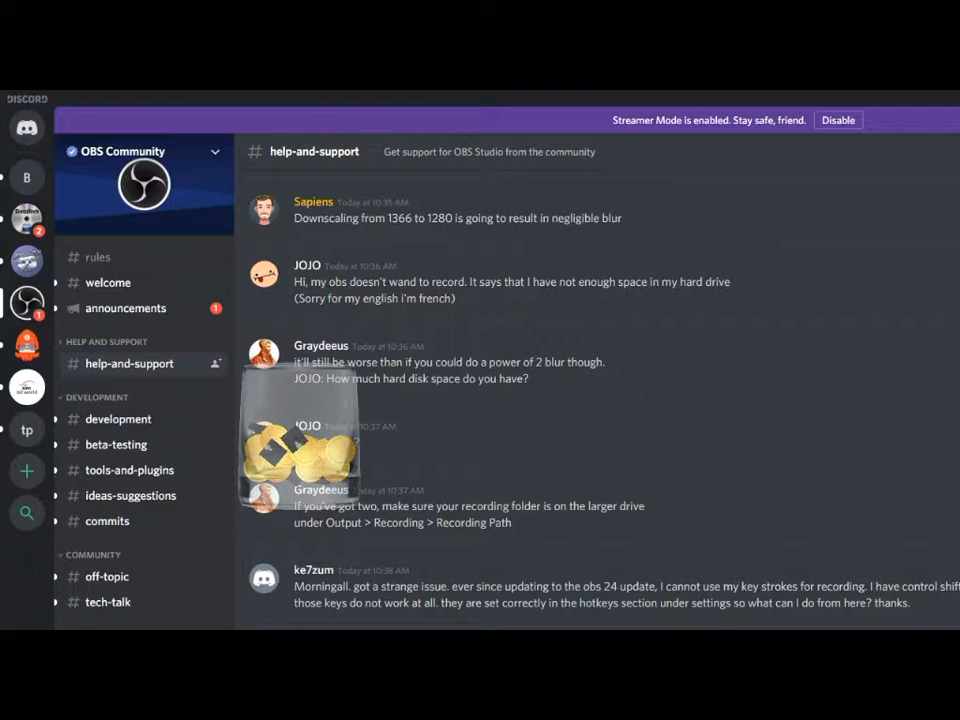 DISCORD
Streamer Mode is enabled. Stay safe, friend.
Disable
OBS Community
# help-and-support
Get support for OBS Studio from the community
B
2
1
tp
# rules
# welcome
announcements
1
HELP AND SUPPORT
# help-and-support
DEVELOPMENT
# development
# beta-testing
# tools-and-plugins
# ideas-suggestions
# commits
COMMUNITY
# off-topic
# tech-talk
Sapiens Today at 10:35 AM
Downscaling from 1366 to 1280 is going to result in negligible blur
JOJO Today at 10:36 AM
Hi, my obs doesn't wand to record. It says that I have not enough space in my hard drive
(Sorry for my english i'm french)
Graydeeus Today at 10:36 AM
it'll still be worse than if you could do a power of 2 blur though.
JOJO: How much hard disk space do you have?
JOJO Today at 10:37 AM
?
Graydeeus Today at 10:37 AM
If you've got two, make sure your recording folder is on the larger drive
under Output > Recording > Recording Path
ke7zum Today at 10:38 AM
Morningall. got a strange issue. ever since updating to the obs 24 update, I cannot use my key strokes for recording. I have control shif
those keys do not work at all. they are set correctly in the hotkeys section under settings so what can I do from here? thanks.